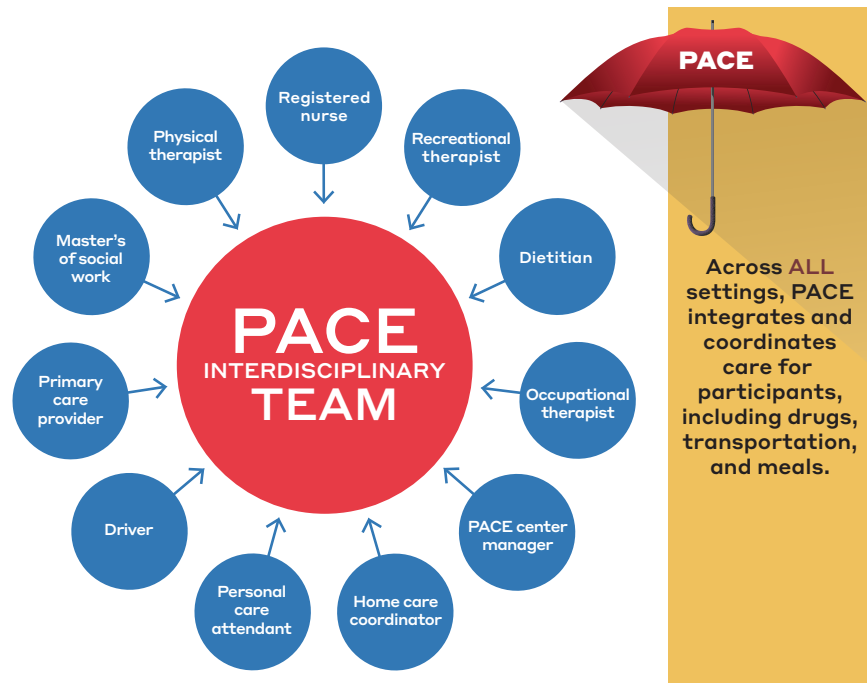 Registered
nurse
Recreational
therapist
Dietitian
Occupational
therapist
PACE center
manager
Home care
coordinator
Personal
care
attendant
Driver
Primary
care
provider
Master's
of social
work
Physical
therapist
PACE
INTERDISCIPLINARY
TEAM
PACE
Across ALL
settings, PACE
integrates and
coordinates
care for
participants,
including drugs,
transportation,
and meals.